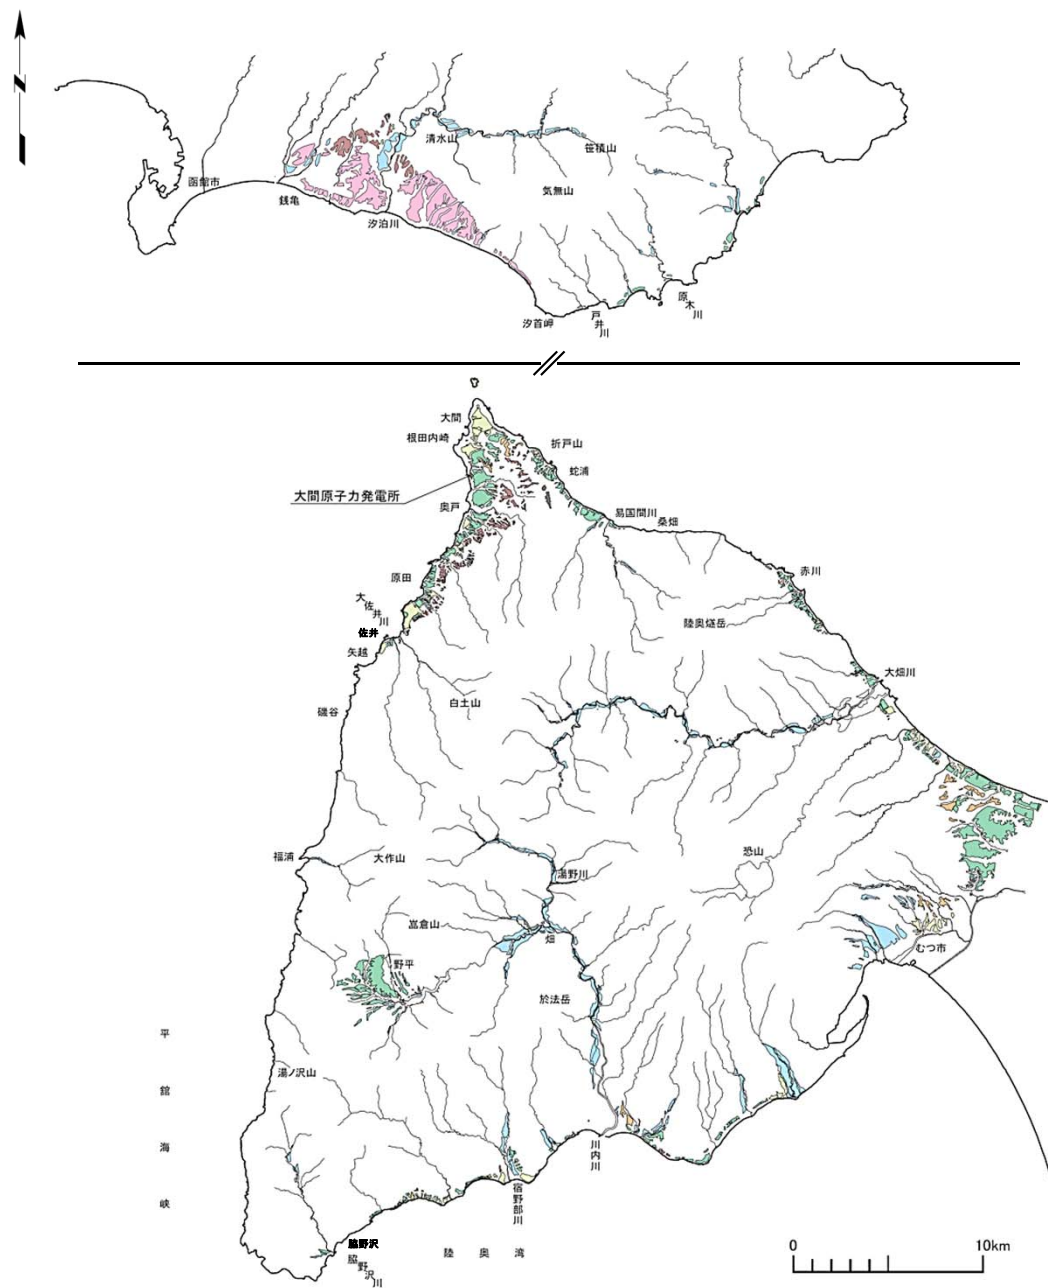 N
清水山
笹積山
函館市
気無山
銭亀
汐泊川
原木川
汐首岬
戸井川
大間
根田内崎
折戸山
蛇浦
大間原子力発電所
奥戸
易国間川
桑畑
原田
赤川
大佐井川
佐井
陸奥燧岳
矢越
大畑川
白土山
磯谷
福浦
大作山
恐山
湯野川
嵓倉山
畑
むつ市
野平
於法岳
平舘海峡
湯ノ沢山
川内川
宿野部川
脇野沢
脇野沢川
陸奥湾
0 10km